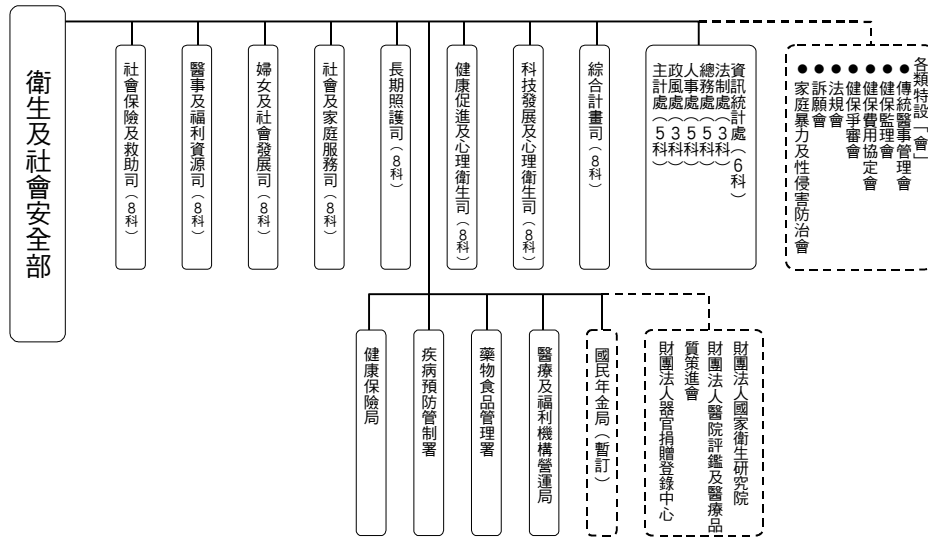 衛生及社會安全部
社會保險及救助司（8科）
醫事及福利資源司（8科）
婦女及社會發展司（8科）
社會及家庭服務司（8科）
長期照護司（8科）
健康促進及心理衛生司（8科）
科技發展及心理衛生司（8科）
綜合計畫司（8科）
資訊統計處（6科）
法制處（3科）
總務處（5科）
人事處（5科）
政風處（3科）
主計處（5科）
各類特設「會」
●傳統醫事管理會
●健保監理會
●健保費用協定會
●健保爭審會
●法規會
●訴願會
●家庭暴力及性侵害防治會
健康保險局
疾病預防管制署
藥物食品管理署
醫療及福利機構營運局
國民年金局（暫訂）
財團法人國家衛生研究院
財團法人醫院評鑑及醫療品
質策進會
財團法人器官捐贈登錄中心